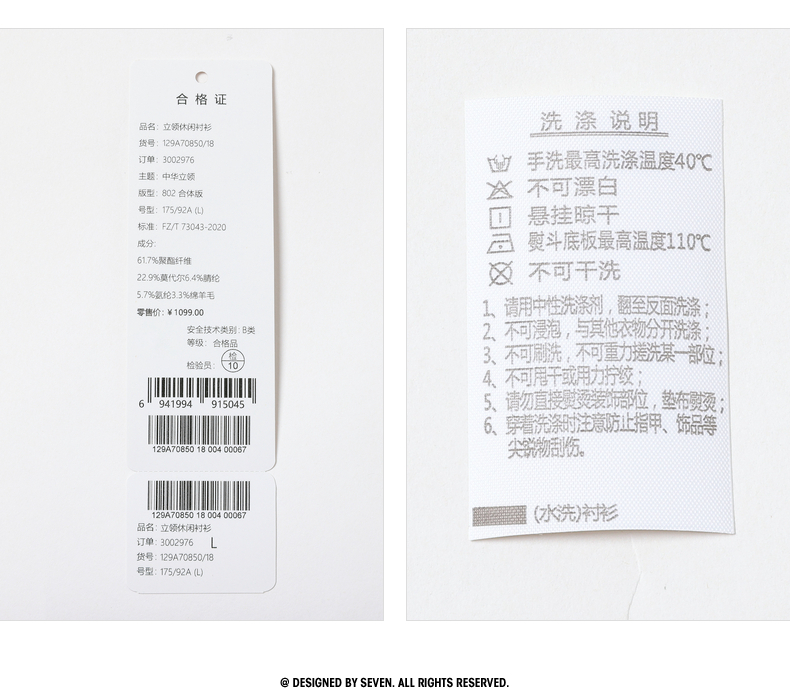 合格证
品名：立领休闲衬衫
货号：129A70850/18
订单：3002976
主题：中华立领
版型：802 合体版
号型：175/92A (L)
标准：FZ/T 73043-2020
成分：
61.7%聚酯纤维
22.9%莫代尔6.4%腈纶
5.7%氨纶3.3%绵羊毛
零售价：¥1099.00
安全技术类别：B类
等级：合格品
检验员：检 10
6 941994 915045
129A70850 18 004 00067
129A70850 18 004 00067
品名：立领休闲衬衫
订单：3002976 L
货号：129A70850/18
号型：175/92A (L)
洗涤说明
手洗最高洗涤温度40℃
不可漂白
悬挂晾干
熨斗底板最高温度110℃
不可干洗
1、请用中性洗涤剂，翻至反面洗涤；
2、不可浸泡，与其他衣物分开洗涤；
3、不可刷洗，不可重力搓洗某一部位；
4、不可甩干或用力拧绞；
5、请勿直接熨烫装饰部位，垫布熨烫；
6、穿着洗涤时注意防止指甲、饰品等
尖锐物刮伤。
(水洗)衬衫
@ DESIGNED BY SEVEN. ALL RIGHTS RESERVED.